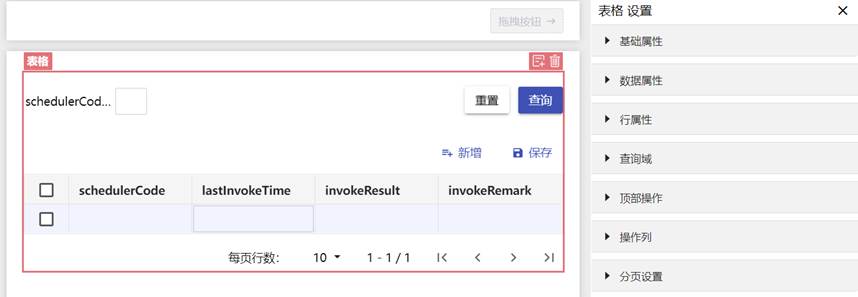 拖拽按钮
表格
schedulerCod...
重置
查询
新增
保存
schedulerCode lastInvokeTime invokeResult invokeRemark
每页行数： 10 1 - 1 / 1
表格 设置
基础属性
数据属性
行属性
查询域
顶部操作
操作列
分页设置